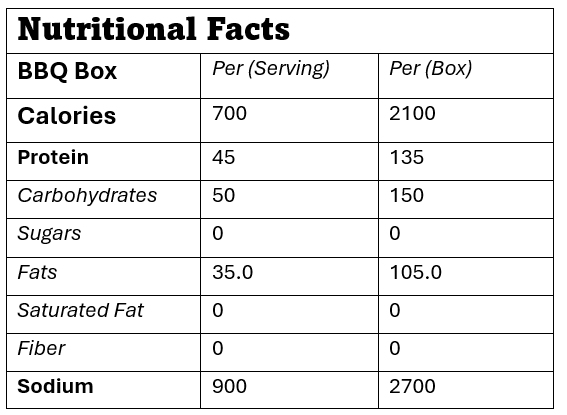 Nutritional Facts
BBQ Box Per (Serving) Per (Box)
Calories 700 2100
Protein 45 135
Carbohydrates 50 150
Sugars 0 0
Fats 35.0 105.0
Saturated Fat 0 0
Fiber 0 0
Sodium 900 2700